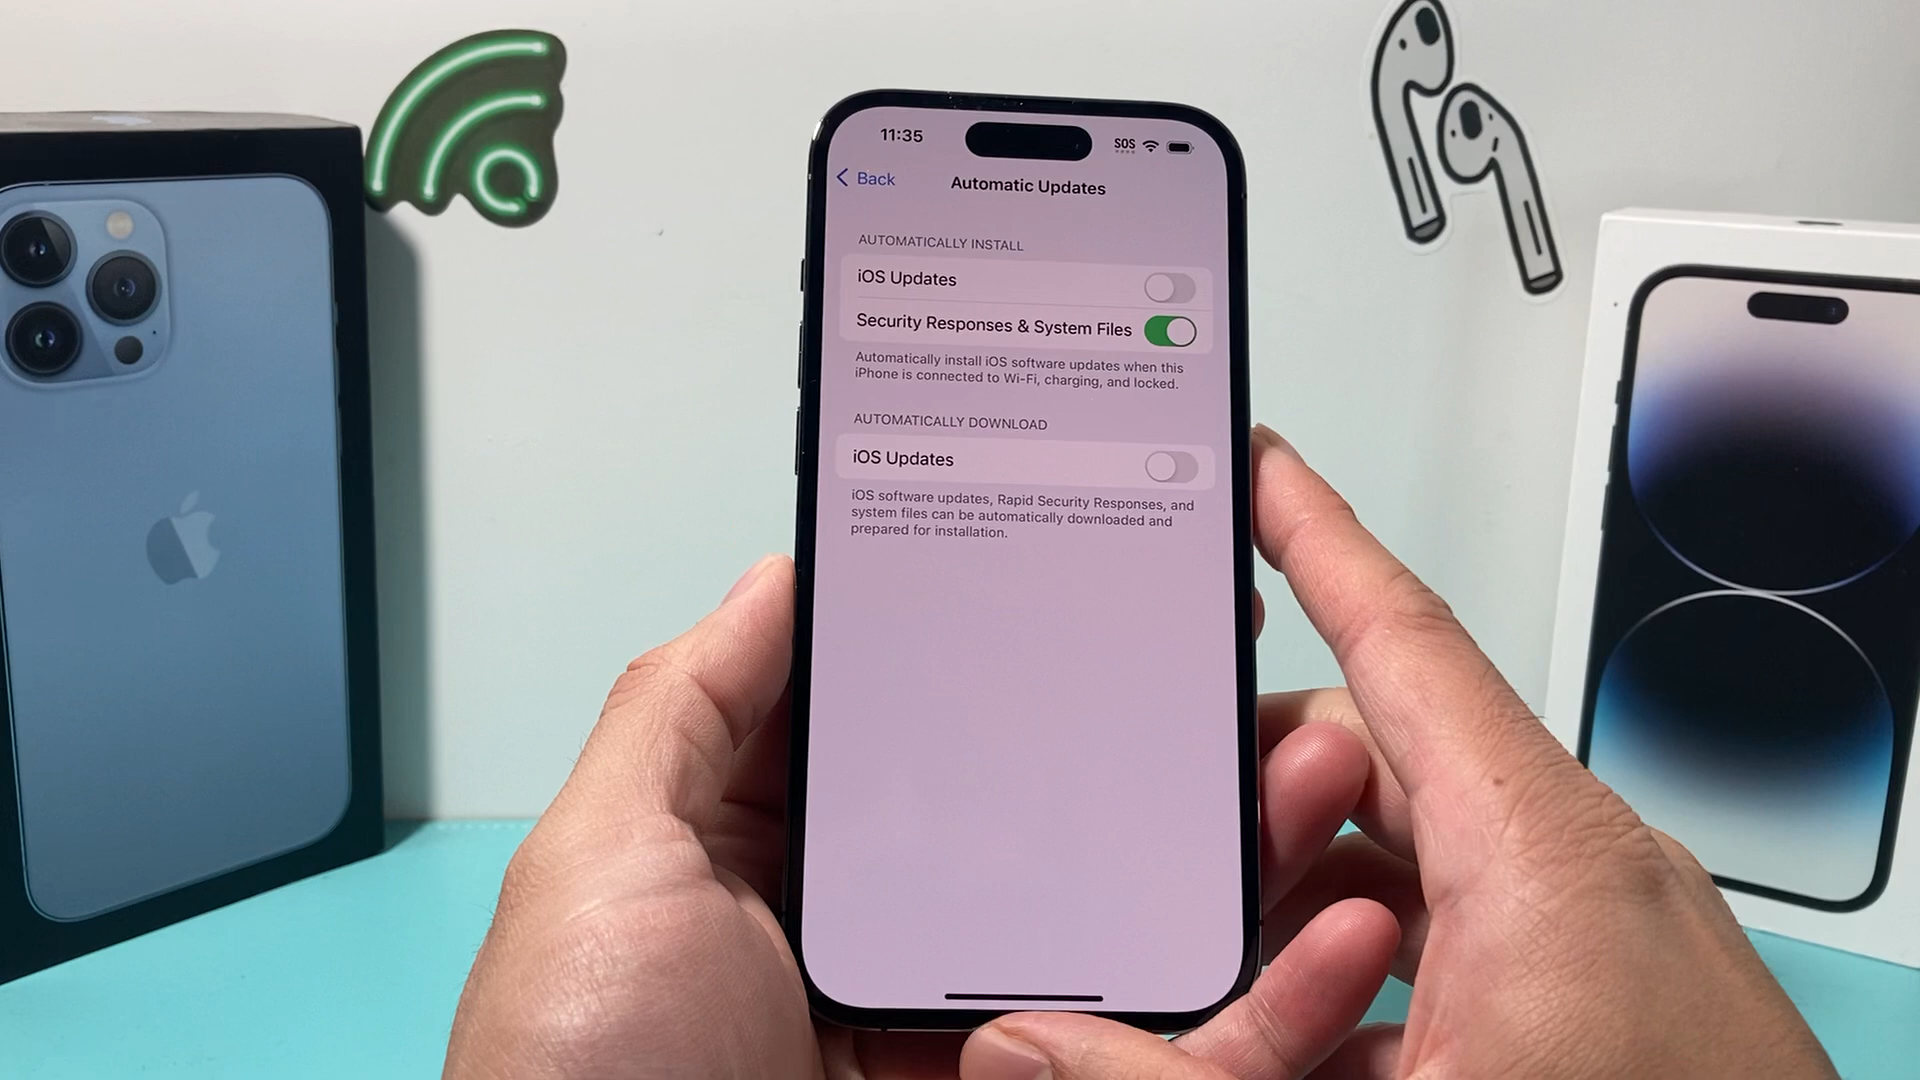 11:35
SOS
Back
Automatic Updates
AUTOMATICALLY INSTALL
iOS Updates
Security Responses & System Files
Automatically install iOS software updates when this
iPhone is connected to Wi-Fi, charging, and locked.
AUTOMATICALLY DOWNLOAD
iOS Updates
iOS software updates, Rapid Security Responses, and
system files can be automatically downloaded and
prepared for installation.